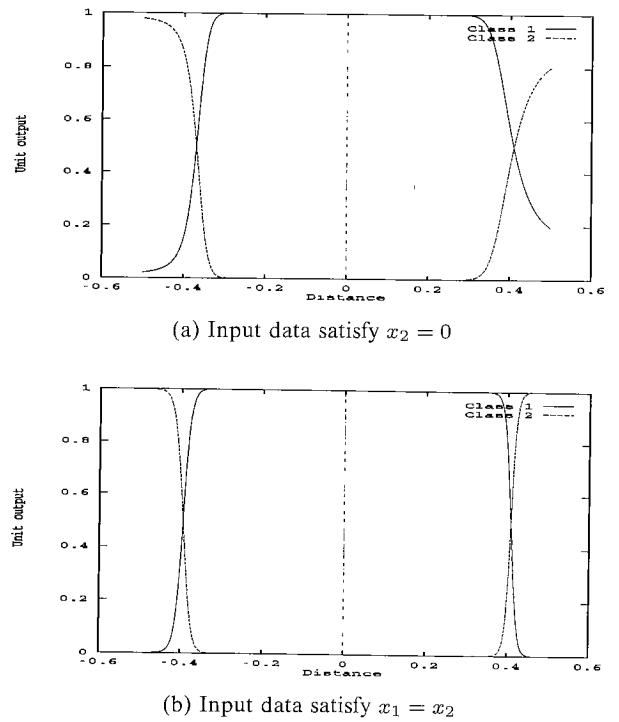 1
Class 1
Class 2
0.8
0.6
0.4
0.2
0
Unit output
-0.6 -0.4 -0.2 0 0.2 0.4 0.6
Distance
(a) Input data satisfy x₂ = 0
1
Class 1
Class 2
0.8
0.6
0.4
0.2
0
Unit output
-0.6 -0.4 -0.2 0 0.2 0.4 0.6
Distance
(b) Input data satisfy x₁ = x₂